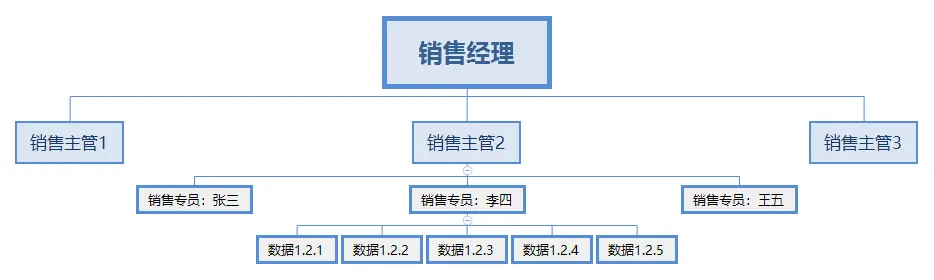 销售经理
销售主管1
销售主管2
销售主管3
销售专员：张三
销售专员：李四
销售专员：王五
数据1.2.1
数据1.2.2
数据1.2.3
数据1.2.4
数据1.2.5